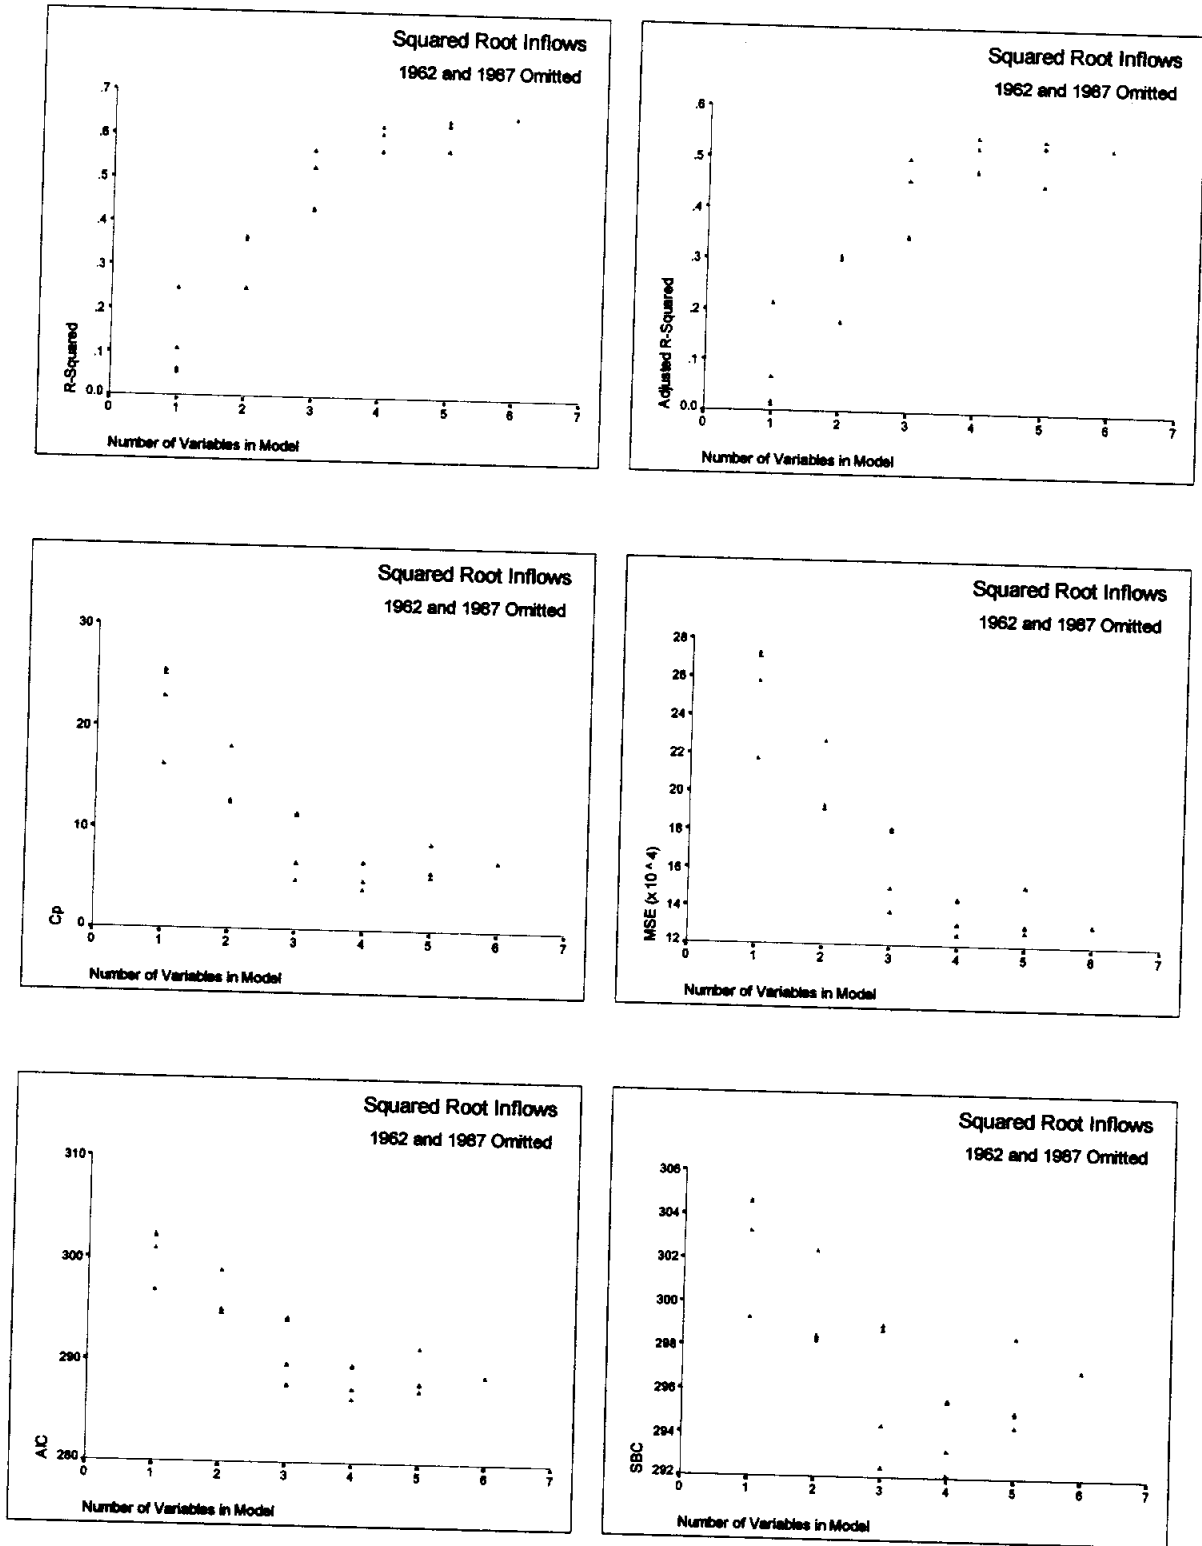 Squared Root Inflows
1962 and 1987 Omitted
.7
.6
.5
.4
.3
.2
.1
0.0
R-Squared
0 1 2 3 4 5 6 7
Number of Variables in Model
Squared Root Inflows
1962 and 1987 Omitted
.6
.5
.4
.3
.2
.1
0.0
Adjusted R-Squared
0 1 2 3 4 5 6 7
Number of Variables in Model
Squared Root Inflows
1962 and 1987 Omitted
30
20
10
0
Cp
0 1 2 3 4 5 6 7
Number of Variables in Model
Squared Root Inflows
1962 and 1987 Omitted
28
26
24
22
20
18
16
14
12
MSE (x 10 ^ 4)
0 1 2 3 4 5 6 7
Number of Variables in Model
Squared Root Inflows
1962 and 1987 Omitted
310
300
290
280
AIC
0 1 2 3 4 5 6 7
Number of Variables in Model
Squared Root Inflows
1962 and 1987 Omitted
306
304
302
300
298
296
294
292
SBC
0 1 2 3 4 5 6 7
Number of Variables in Model